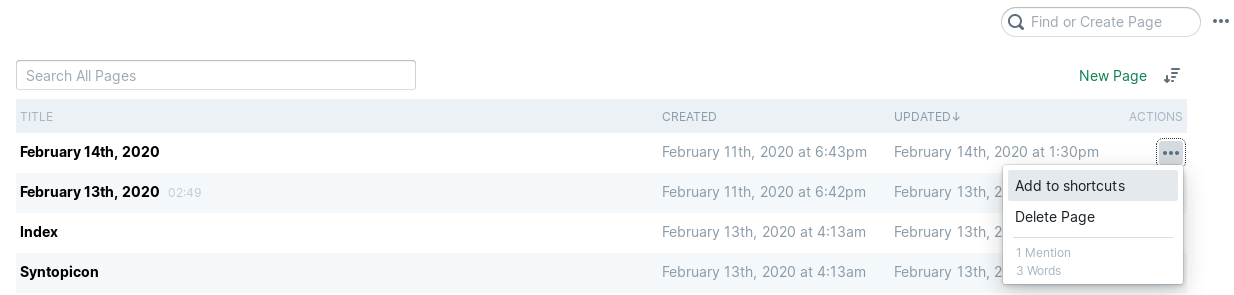 Find or Create Page
Search All Pages
New Page
TITLE CREATED UPDATED↓ ACTIONS
February 14th, 2020 February 11th, 2020 at 6:43pm February 14th, 2020 at 1:30pm
February 13th, 2020 02:49 February 11th, 2020 at 6:42pm February 13th, 20
Add to shortcuts
Delete Page
Index February 13th, 2020 at 4:13am February 13th, 20
1 Mention
3 Words
Syntopicon February 13th, 2020 at 4:13am February 13th, 20